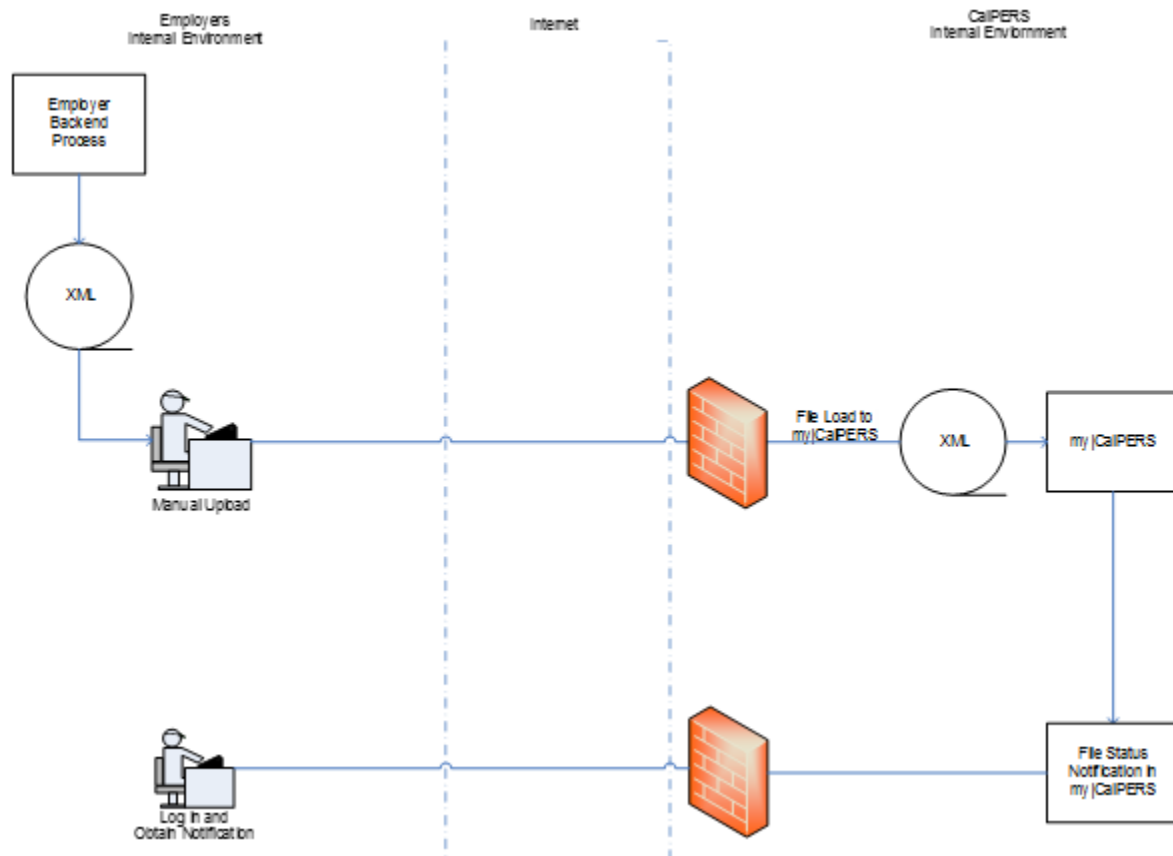 Employers
Internal Environment
Internet
CalPERS
Internal Enviornment
Employer
Backend
Process
XML
Manual Upload
File Load to
my|CalPERS
XML
my|CalPERS
Log In and
Obtain Notification
File Status
Notification in
my|CalPERS